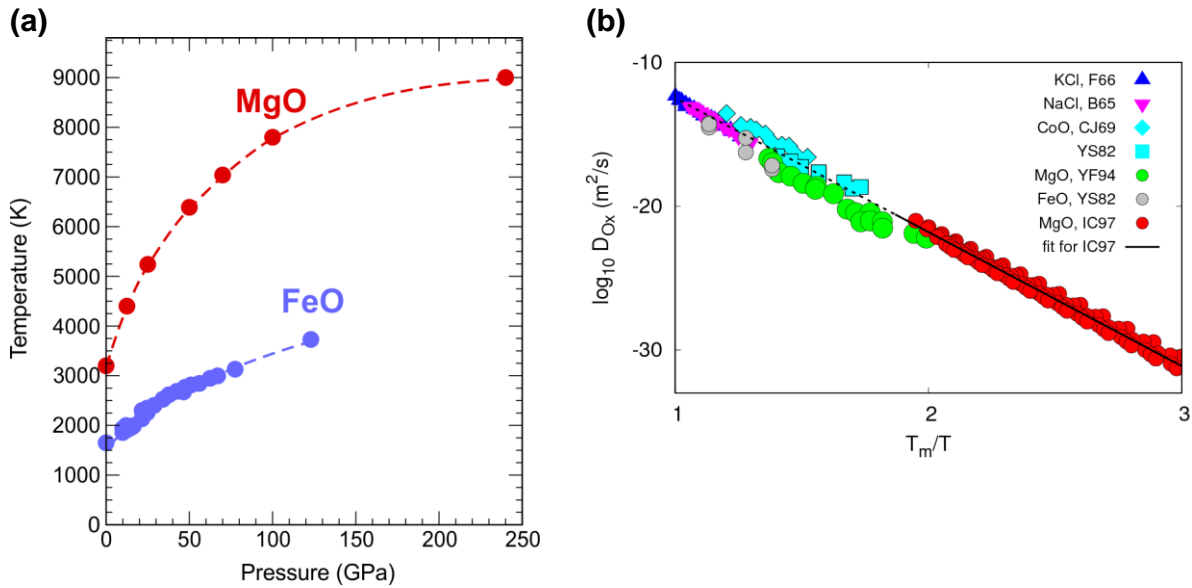 (a)
9000
8000
7000
6000
5000
4000
3000
2000
1000
0
Temperature (K)
MgO
FeO
0
50
100
150
200
250
Pressure (GPa)
(b)
-10
-20
-30
log10 DOx (m2/s)
KCl, F66
NaCl, B65
CoO, CJ69
YS82
MgO, YF94
FeO, YS82
MgO, IC97
fit for IC97
1
2
3
Tm/T